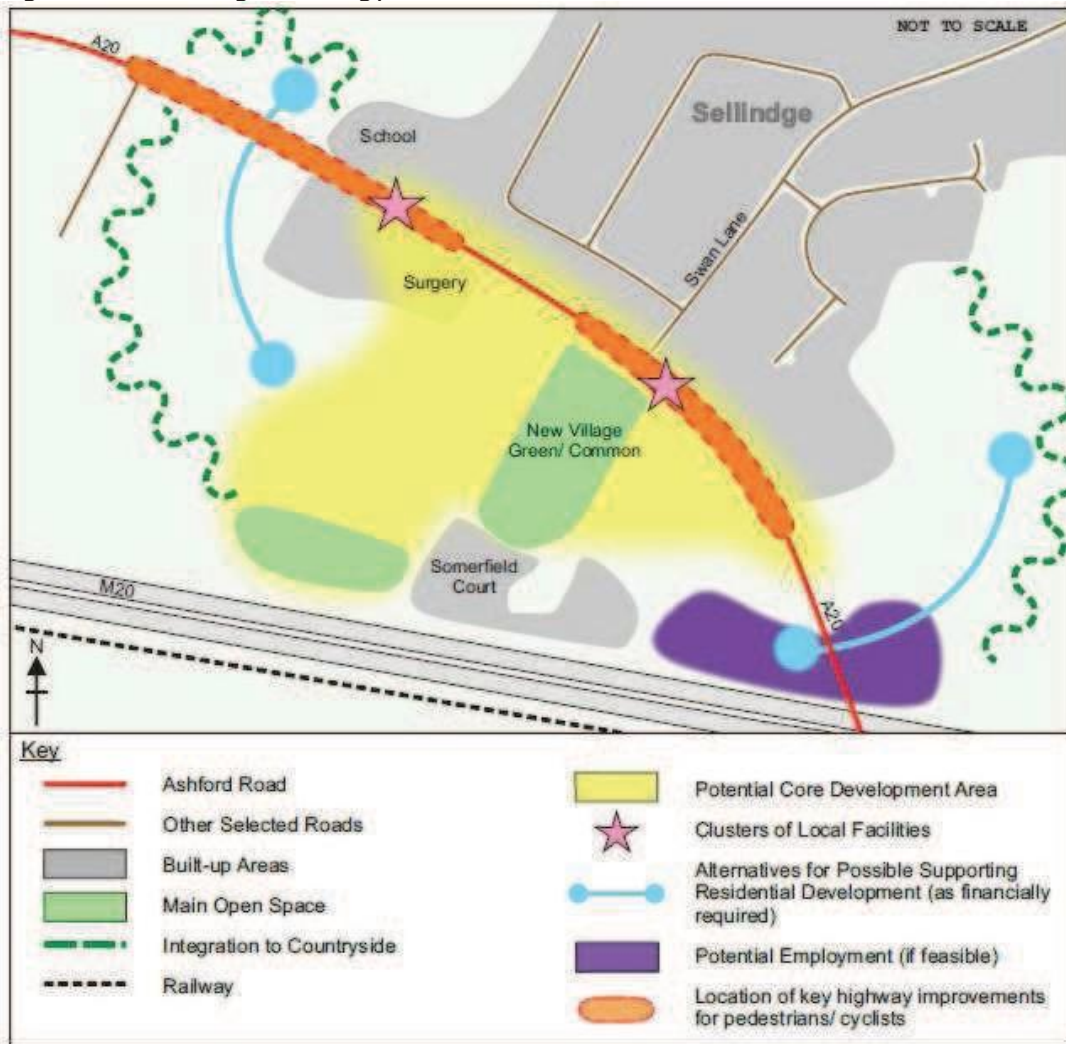 NOT TO SCALE
A20
School
Sellindge
Swan Lane
Surgery
New Village
Green/ Common
Somerfield
Court
M20
A20
N
Key
Ashford Road
Other Selected Roads
Built-up Areas
Main Open Space
Integration to Countryside
Railway
Potential Core Development Area
Clusters of Local Facilities
Alternatives for Possible Supporting
Residential Development (as financially
required)
Potential Employment (if feasible)
Location of key highway improvements
for pedestrians/ cyclists